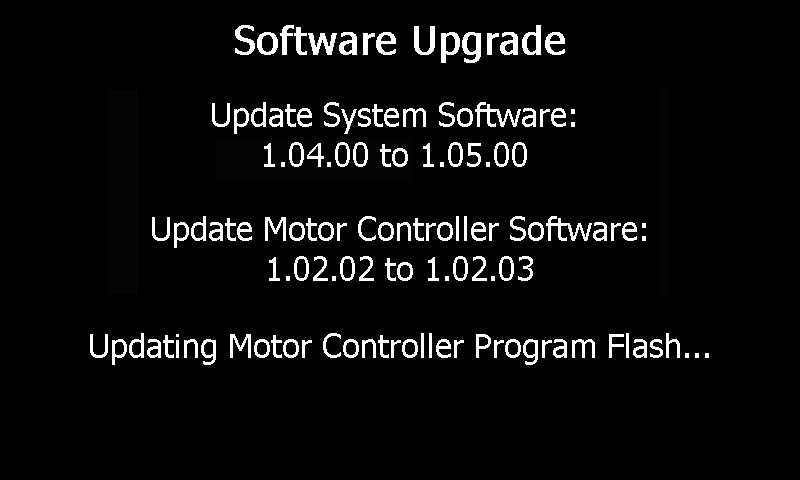 Software Upgrade
Update System Software:
1.04.00 to 1.05.00
Update Motor Controller Software:
1.02.02 to 1.02.03
Updating Motor Controller Program Flash...